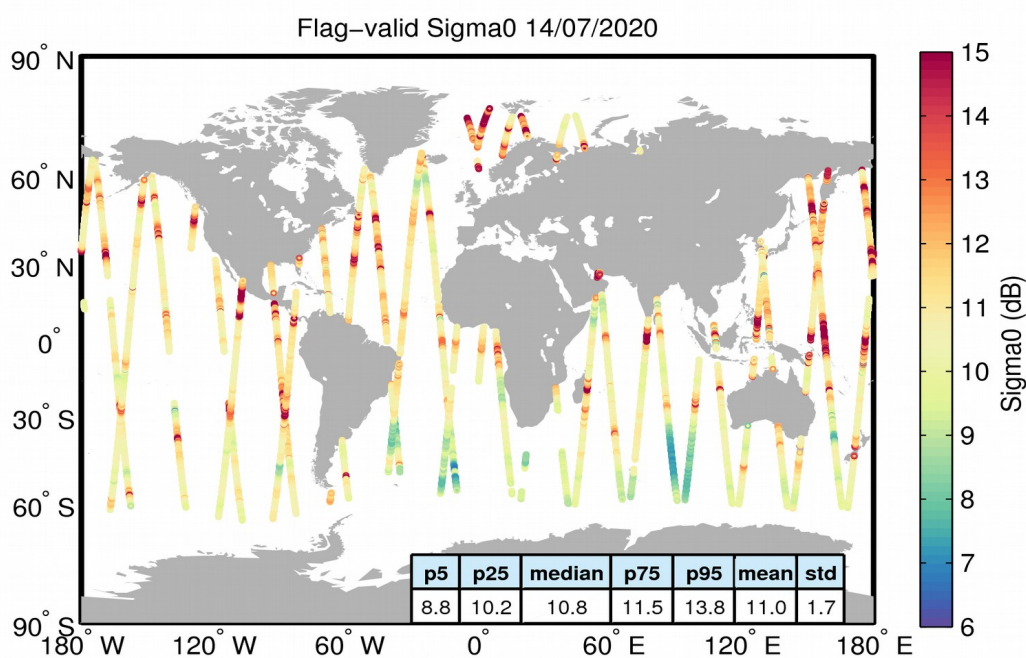 Flag−valid Sigma0 14/07/2020
90° N
60° N
30° N
0°
30° S
60° S
90° S
180° W
120° W
60° W
0°
60° E
120° E
180° E
15
14
13
12
11
10
9
8
7
6
Sigma0 (dB)
p5 p25 median p75 p95 mean std
8.8 10.2 10.8 11.5 13.8 11.0 1.7